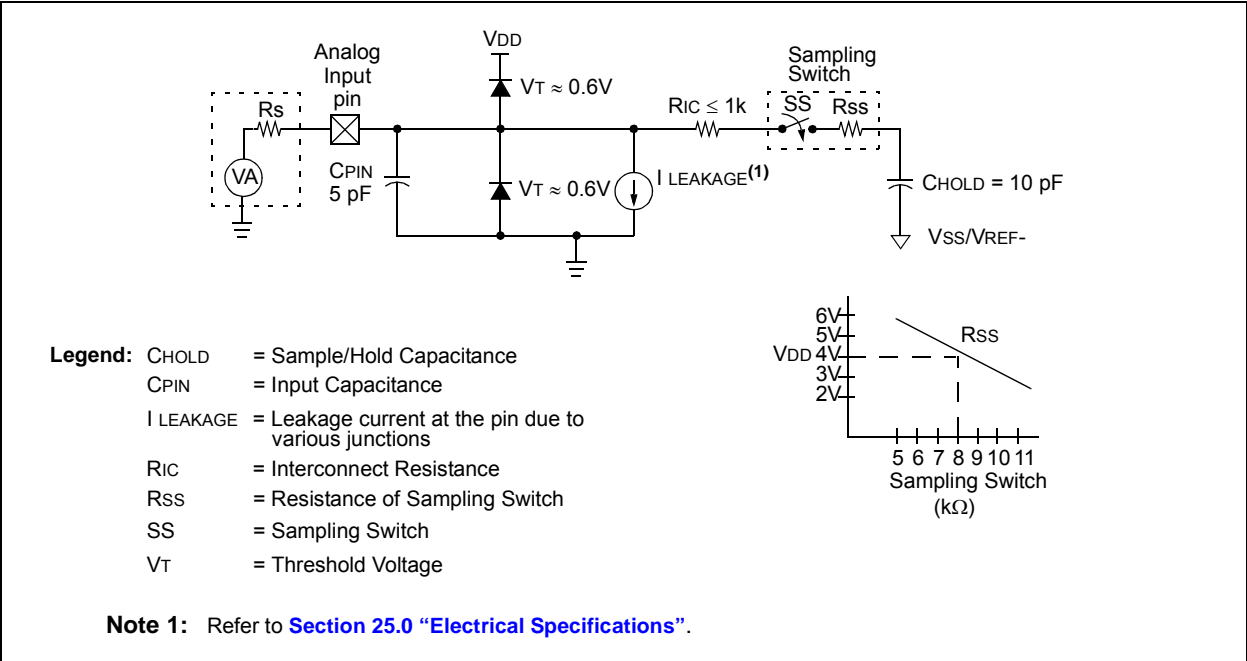 VDD
Analog
Input
pin
VT ≈ 0.6V
Sampling
Switch
Rs
RIC ≤ 1k
SS
Rss
VA
CPIN
5 pF
VT ≈ 0.6V
I LEAKAGE(1)
CHOLD = 10 pF
VSS/VREF-
6V
5V
VDD 4V
3V
2V
RSS
5 6 7 8 9 10 11
Sampling Switch
(kΩ)
Legend: CHOLD = Sample/Hold Capacitance
CPIN = Input Capacitance
I LEAKAGE = Leakage current at the pin due to
various junctions
RIC = Interconnect Resistance
RSS = Resistance of Sampling Switch
SS = Sampling Switch
VT = Threshold Voltage
Note 1: Refer to Section 25.0 “Electrical Specifications”.